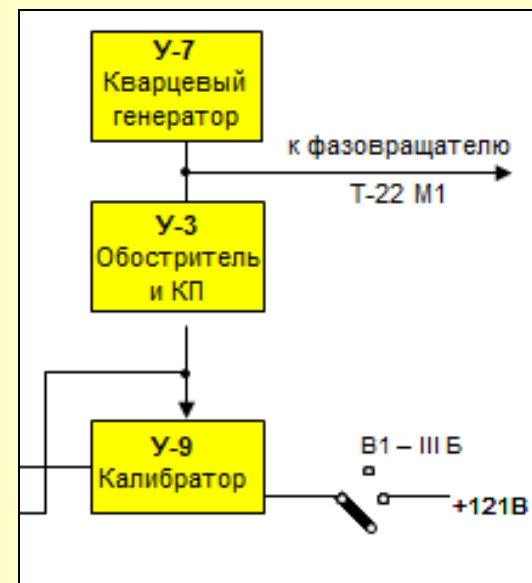 У-7
Кварцевый
генератор
к фазовращателю
Т-22 М1
У-3
Обостритель
и КП
У-9
Калибратор
В1 – III Б
+121В